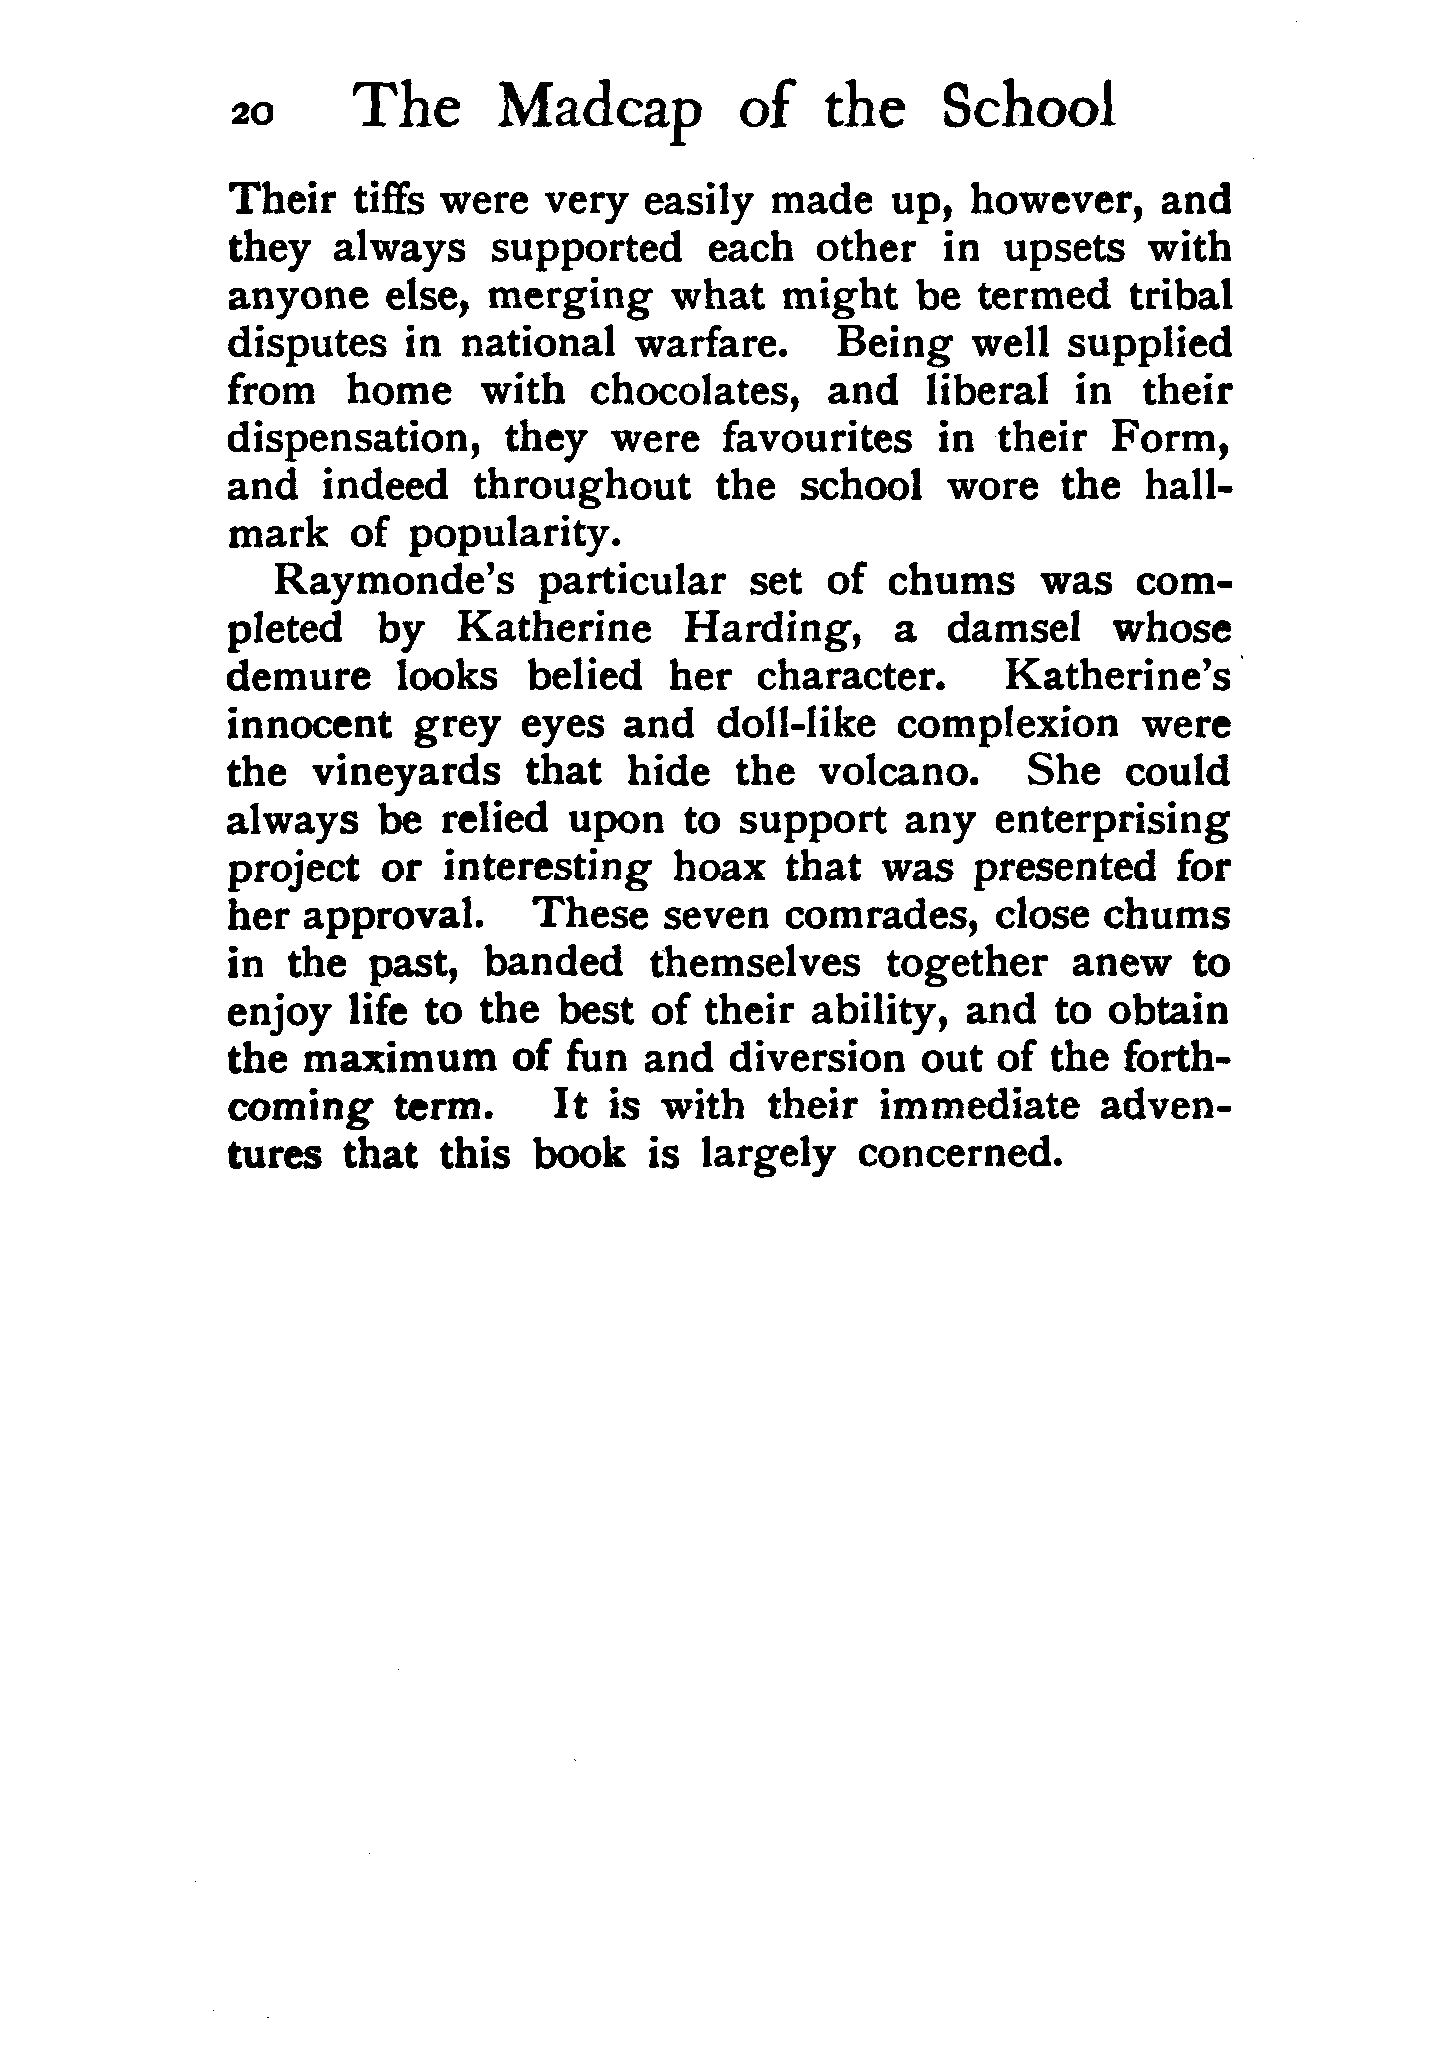 20 The Madcap of the School
Their tiffs were very easily made up, however, and
they always supported each other in upsets with
anyone else, merging what might be termed tribal
disputes in national warfare. Being well supplied
from home with chocolates, and liberal in their
dispensation, they were favourites in their Form,
and indeed throughout the school wore the hall-
mark of popularity.
Raymonde's particular set of chums was com-
pleted by Katherine Harding, a damsel whose
demure looks belied her character. Katherine's
innocent grey eyes and doll-like complexion were
the vineyards that hide the volcano. She could
always be relied upon to support any enterprising
project or interesting hoax that was presented for
her approval. These seven comrades, close chums
in the past, banded themselves together anew to
enjoy life to the best of their ability, and to obtain
the maximum of fun and diversion out of the forth-
coming term. It is with their immediate adven-
tures that this book is largely concerned.